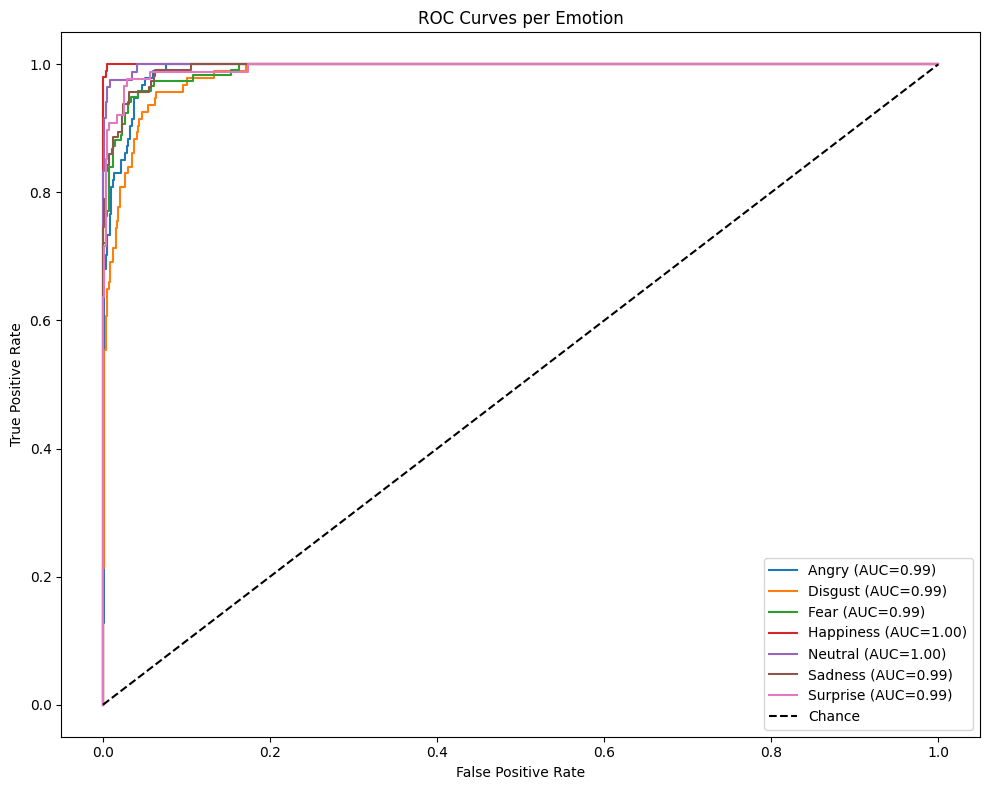 ROC Curves per Emotion
True Positive Rate
1.0
0.8
0.6
0.4
0.2
0.0
0.0
0.2
0.4
0.6
0.8
1.0
False Positive Rate
Angry (AUC=0.99)
Disgust (AUC=0.99)
Fear (AUC=0.99)
Happiness (AUC=1.00)
Neutral (AUC=1.00)
Sadness (AUC=0.99)
Surprise (AUC=0.99)
Chance